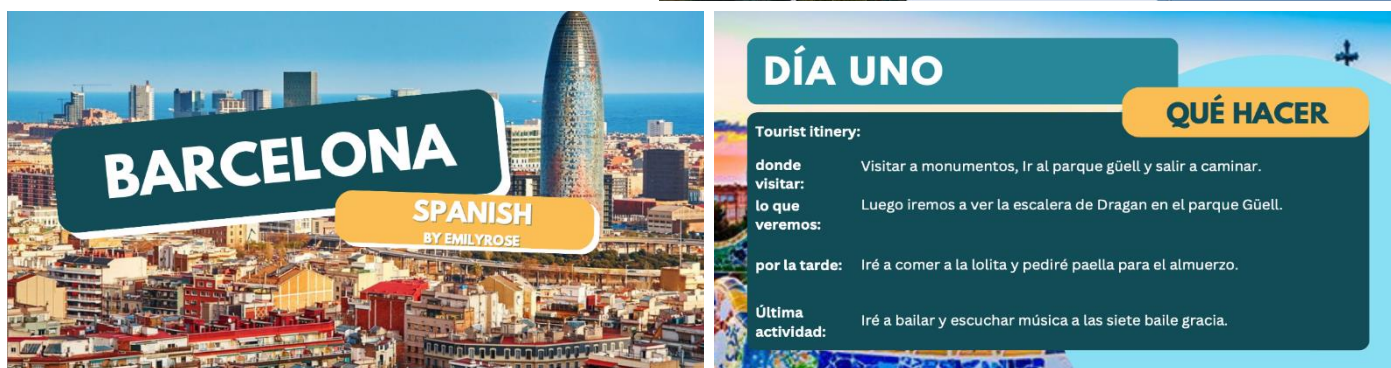 BARCELONA
SPANISH
BY EMILYROSE
DÍA UNO
QUÉ HACER
Tourist itinery:
donde
visitar:
Visitar a monumentos, Ir al parque güell y salir a caminar.
lo que
veremos:
Luego iremos a ver la escalera de Dragan en el parque Güell.
por la tarde:
Iré a comer a la lolita y pediré paella para el almuerzo.
Última
actividad:
Iré a bailar y escuchar música a las siete baile gracia.